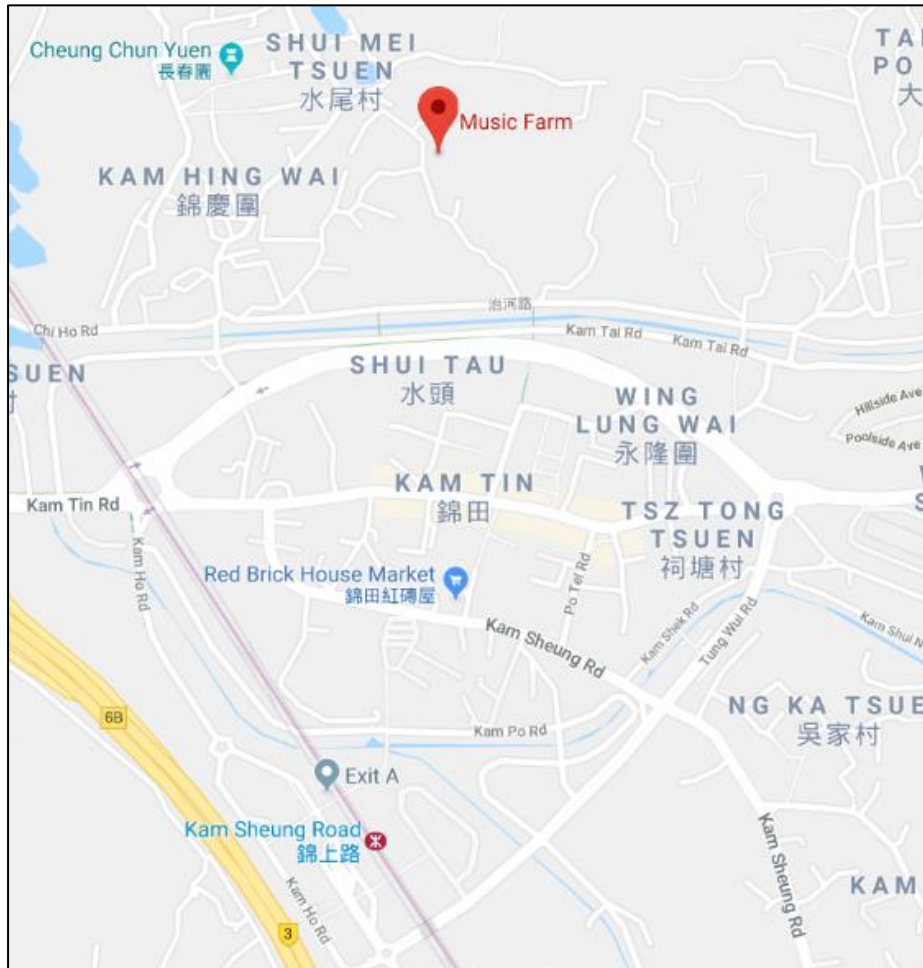 Cheung Chun Yuen
長春園
SHUI MEI
TSUEN
水尾村
TAI
PO
大
Music Farm
KAM HING WAI
錦慶圍
治河路
Chi Ho Rd
Kam Tai Rd
Kam Tai Rd
SUEN
SHUI TAU
水頭
WING
LUNG WAI
永隆圍
Hillside Ave
Poolside Ave
Kam Tin Rd
KAM TIN
錦田
TSZ TONG
TSUEN
祠塘村
S
Kam Ho Rd
Red Brick House Market
錦田紅磚屋
Po Tei Rd
Kam Sheung Rd
Kam Shek Rd
Tung Wui Rd
Kam Shui N
6B
Kam Po Rd
NG KA TSUE
吳家村
Exit A
Kam Sheung Road
錦上路
Kam Sheung Rd
Kam Ho Rd
3
KAM